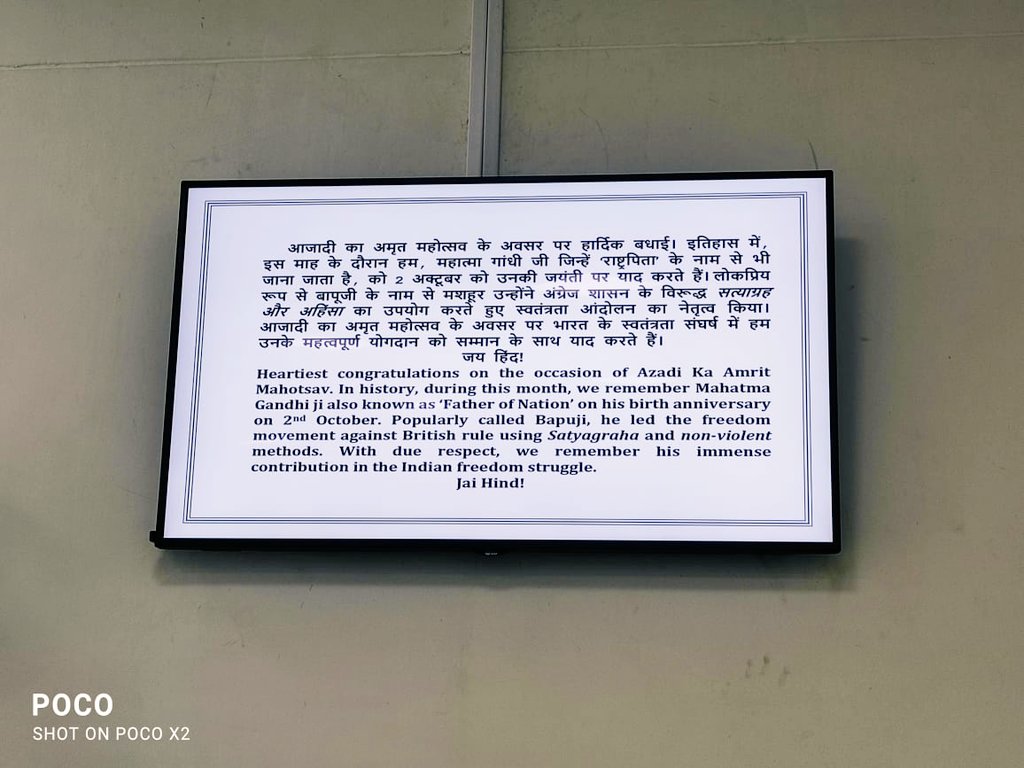 आजादी का अमृत महोत्सव के अवसर पर हार्दिक बधाई। इतिहास में,
इस माह के दौरान हम, महात्मा गांधी जी जिन्हें 'राष्ट्रपिता' के नाम से भी
जाना जाता है, को 2 अक्टूबर को उनकी जयंती पर याद करते हैं। लोकप्रिय
रूप से बापूजी के नाम से मशहूर उन्होंने अंग्रेज शासन के विरूद्ध सत्याग्रह
और अहिंसा का उपयोग करते हुए स्वतंत्रता आंदोलन का नेतृत्व किया।
आजादी का अमृत महोत्सव के अवसर पर भारत के स्वतंत्रता संघर्ष में हम
उनके महत्वपूर्ण योगदान को सम्मान के साथ याद करते हैं।
जय हिंद!
Heartiest congratulations on the occasion of Azadi Ka Amrit
Mahotsav. In history, during this month, we remember Mahatma
Gandhi ji also known as 'Father of Nation' on his birth anniversary
on 2nd October. Popularly called Bapuji, he led the freedom
movement against British rule using Satyagraha and non-violent
methods. With due respect, we remember his immense
contribution in the Indian freedom struggle.
Jai Hind!
POCO
SHOT ON POCO X2